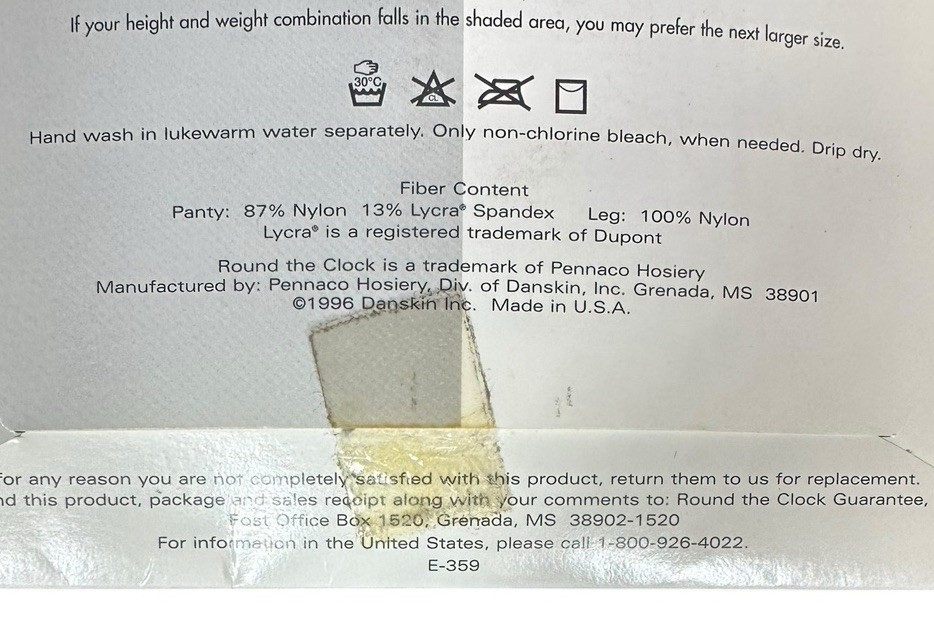 If your height and weight combination falls in the shaded area, you may prefer the next larger size.
30°C
CL
Hand wash in lukewarm water separately. Only non-chlorine bleach, when needed. Drip dry.
Fiber Content
Panty: 87% Nylon 13% Lycra® Spandex Leg: 100% Nylon
Lycra® is a registered trademark of Dupont
Round the Clock is a trademark of Pennaco Hosiery
Manufactured by: Pennaco Hosiery, Div. of Danskin, Inc. Grenada, MS 38901
©1996 Danskin Inc. Made in U.S.A.
for any reason you are not completely satisfied with this product, return them to us for replacement.
nd this product, package and sales receipt along with your comments to: Round the Clock Guarantee,
Post Office Box 1520, Grenada, MS 38902-1520
For information in the United States, please call 1-800-926-4022.
E-359